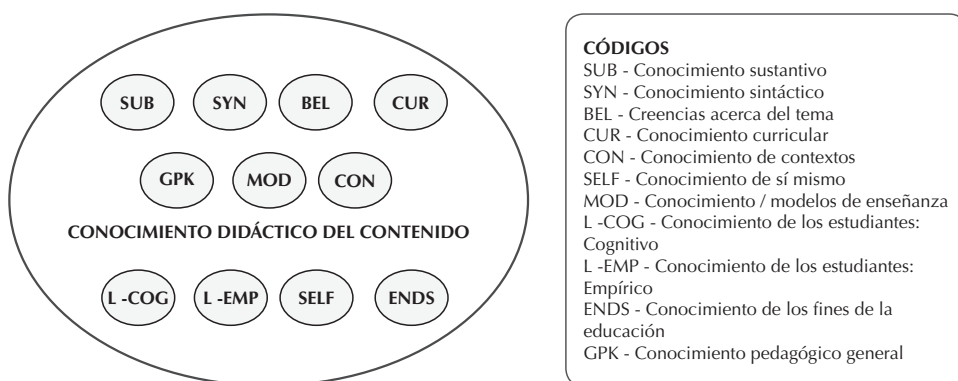 SUB SYN BEL CUR
GPK MOD CON
CONOCIMIENTO DIDÁCTICO DEL CONTENIDO
L -COG L -EMP SELF ENDS
CÓDIGOS
SUB - Conocimiento sustantivo
SYN - Conocimiento sintáctico
BEL - Creencias acerca del tema
CUR - Conocimiento curricular
CON - Conocimiento de contextos
SELF - Conocimiento de sí mismo
MOD - Conocimiento / modelos de enseñanza
L -COG - Conocimiento de los estudiantes:
Cognitivo
L -EMP - Conocimiento de los estudiantes:
Empírico
ENDS - Conocimiento de los fines de la
educación
GPK - Conocimiento pedagógico general